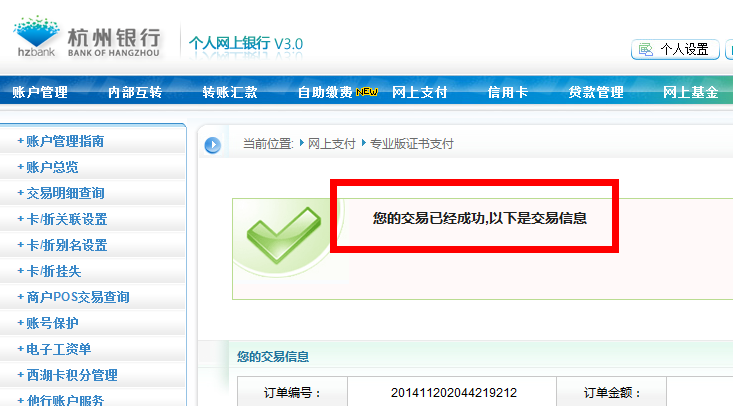 杭州银行
hzbank
BANK OF HANGZHOU
个人网上银行 V3.0
个人设置
账户管理 内部互转 转账汇款 自助缴费 NEW 网上支付 信用卡 贷款管理 网上基金
+ 账户管理指南
+ 账户总览
+ 交易明细查询
+ 卡/折关联设置
+ 卡/折别名设置
+ 卡/折挂失
+ 商户POS交易查询
+ 账号保护
+ 电子工资单
+ 西湖卡积分管理
+ 他行账户服务
当前位置: 网上支付 专业版证书支付
您的交易已经成功,以下是交易信息
您的交易信息
订单编号: 201411202044219212 订单金额: